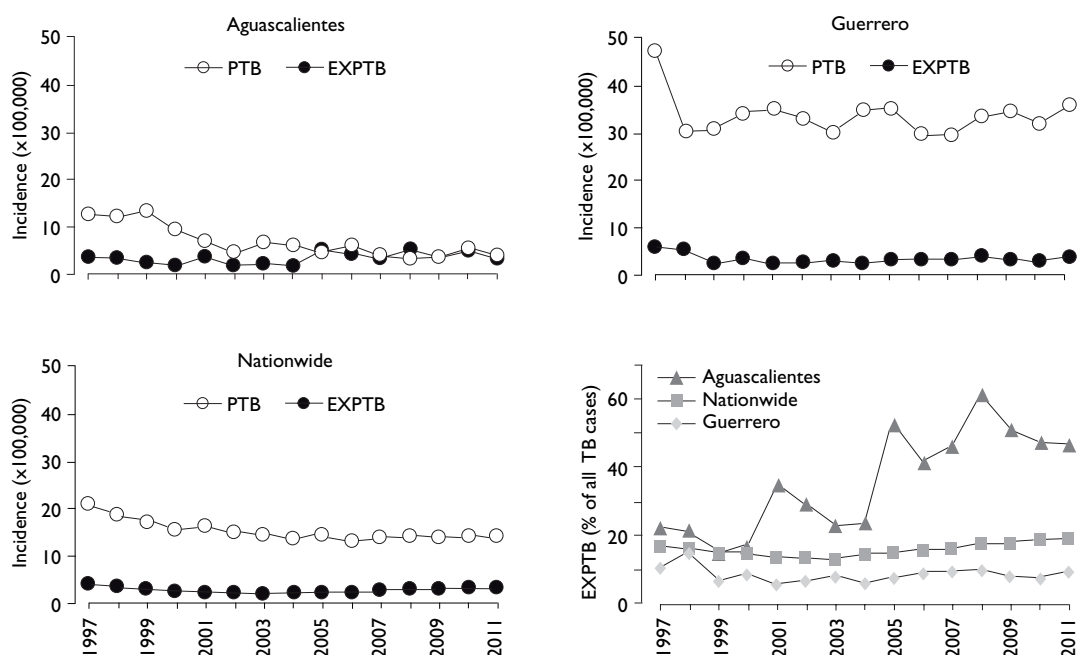 Aguascalientes
50
40
30
20
10
0
Incidence (x100,000)
PTB
EXPTB
Guerrero
50
40
30
20
10
0
Incidence (x100,000)
PTB
EXPTB
Nationwide
50
40
30
20
10
0
Incidence (x100,000)
PTB
EXPTB
1997
1999
2001
2003
2005
2007
2009
2011
Aguascalientes
Nationwide
Guerrero
60
40
20
0
EXPTB (% of all TB cases)
1997
1999
2001
2003
2005
2007
2009
2011